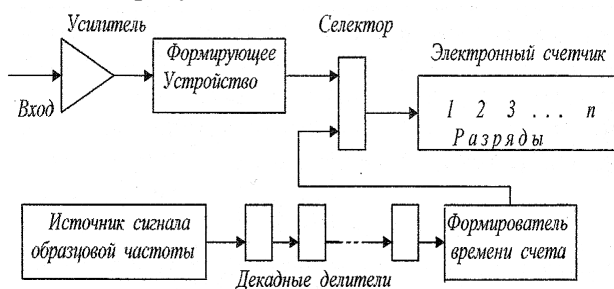 Усилитель
Селектор
Формирующее
Устройство
Электронный счетчик
Вход
1 2 3 . . . n
Разряды
Источник сигнала
образцовой частоты
Формирователь
времени счета
Декадные делители